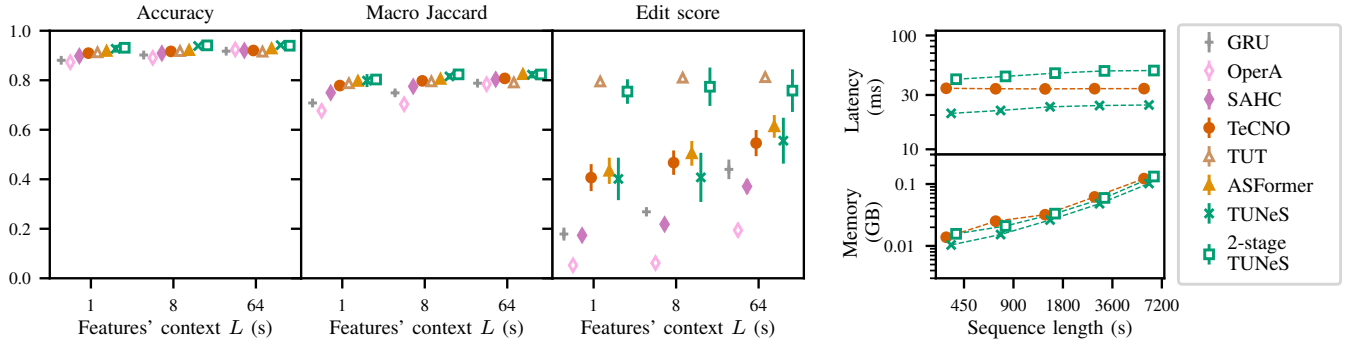 Accuracy
Macro Jaccard
Edit score
1.0
0.8
0.6
0.4
0.2
0.0
1 8 64
1 8 64
1 8 64
Features' context L (s)
Features' context L (s)
Features' context L (s)
Latency
(ms)
100
30
10
Memory
(GB)
0.1
0.01
450 900 1800 3600 7200
Sequence length (s)
GRU
OperA
SAHC
TeCNO
TUT
ASFormer
TUNeS
2-stage
TUNeS